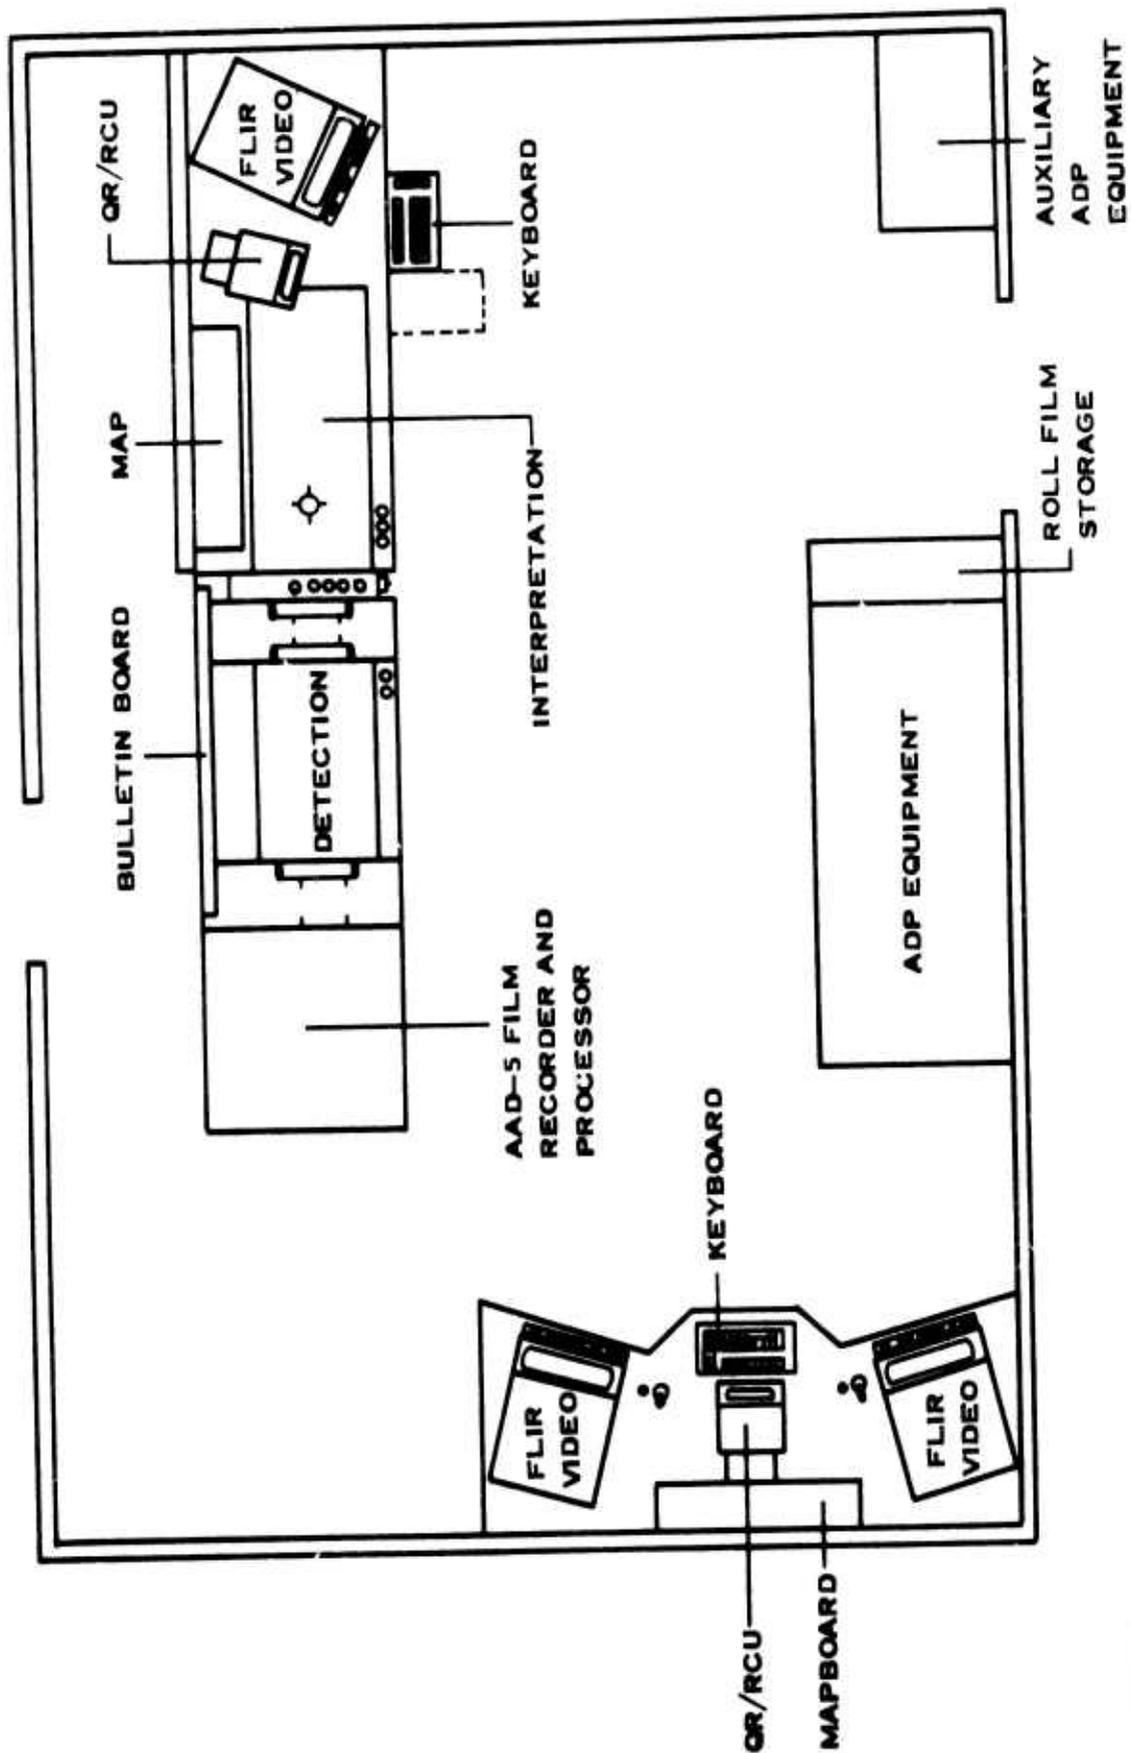 QR/RCU
FLIR
VIDEO
MAP
KEYBOARD
BULLETIN BOARD
DETECTION
INTERPRETATION
AAD-5 FILM
RECORDER AND
PROCESSOR
AUXILIARY
ADP
EQUIPMENT
ROLL FILM
STORAGE
ADP EQUIPMENT
KEYBOARD
FLIR
VIDEO
FLIR
VIDEO
QR/RCU
MAPBOARD